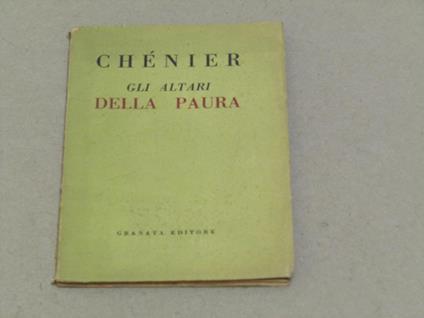 CHÉNIER
GLI ALTARI
DELLA PAURA
GRANATA EDITORE